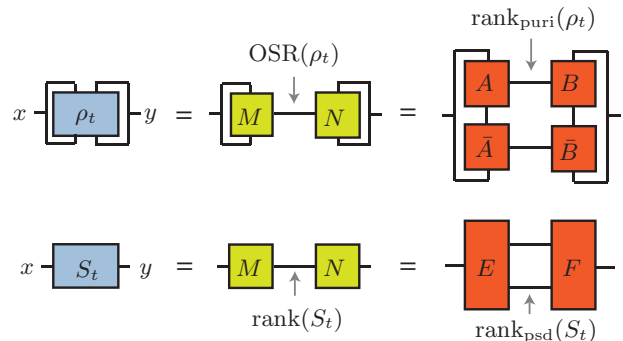 rank_puri(ρ_t)
OSR(ρ_t)
x ρ_t y = M N = A B
Ā B̄
x S_t y = M N = E F
rank(S_t) rank_psd(S_t)